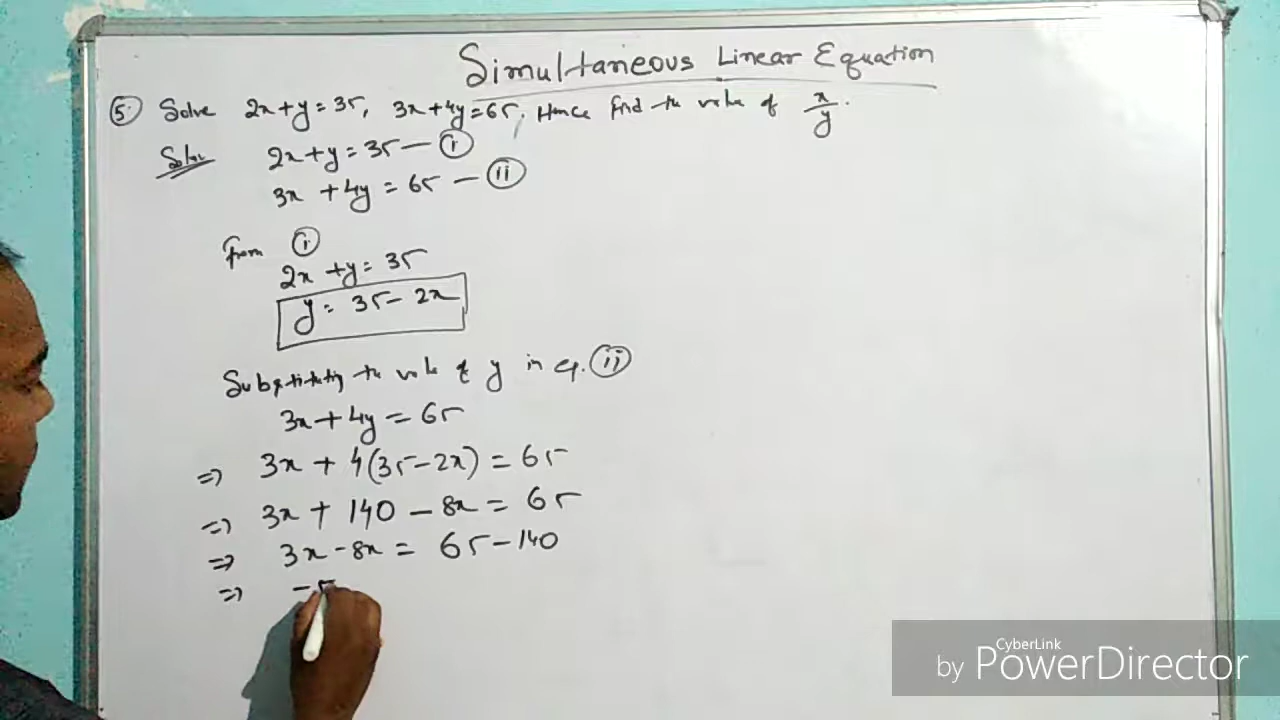 Simultaneous Linear Equation
5. Solve 2x+y=35, 3x+4y=65. Hence find the value of x/y.
Soln 2x+y=35 — (i)
3x +4y = 65 — (ii)
from (i)
2x +y= 35
y= 35- 2x
Substituting the value of y in eq. (ii)
3x+4y = 65
=> 3x + 4(35-2x) = 65
=> 3x + 140 - 8x = 65
=> 3x -8x = 65-140
=> -5
CyberLink
by PowerDirector